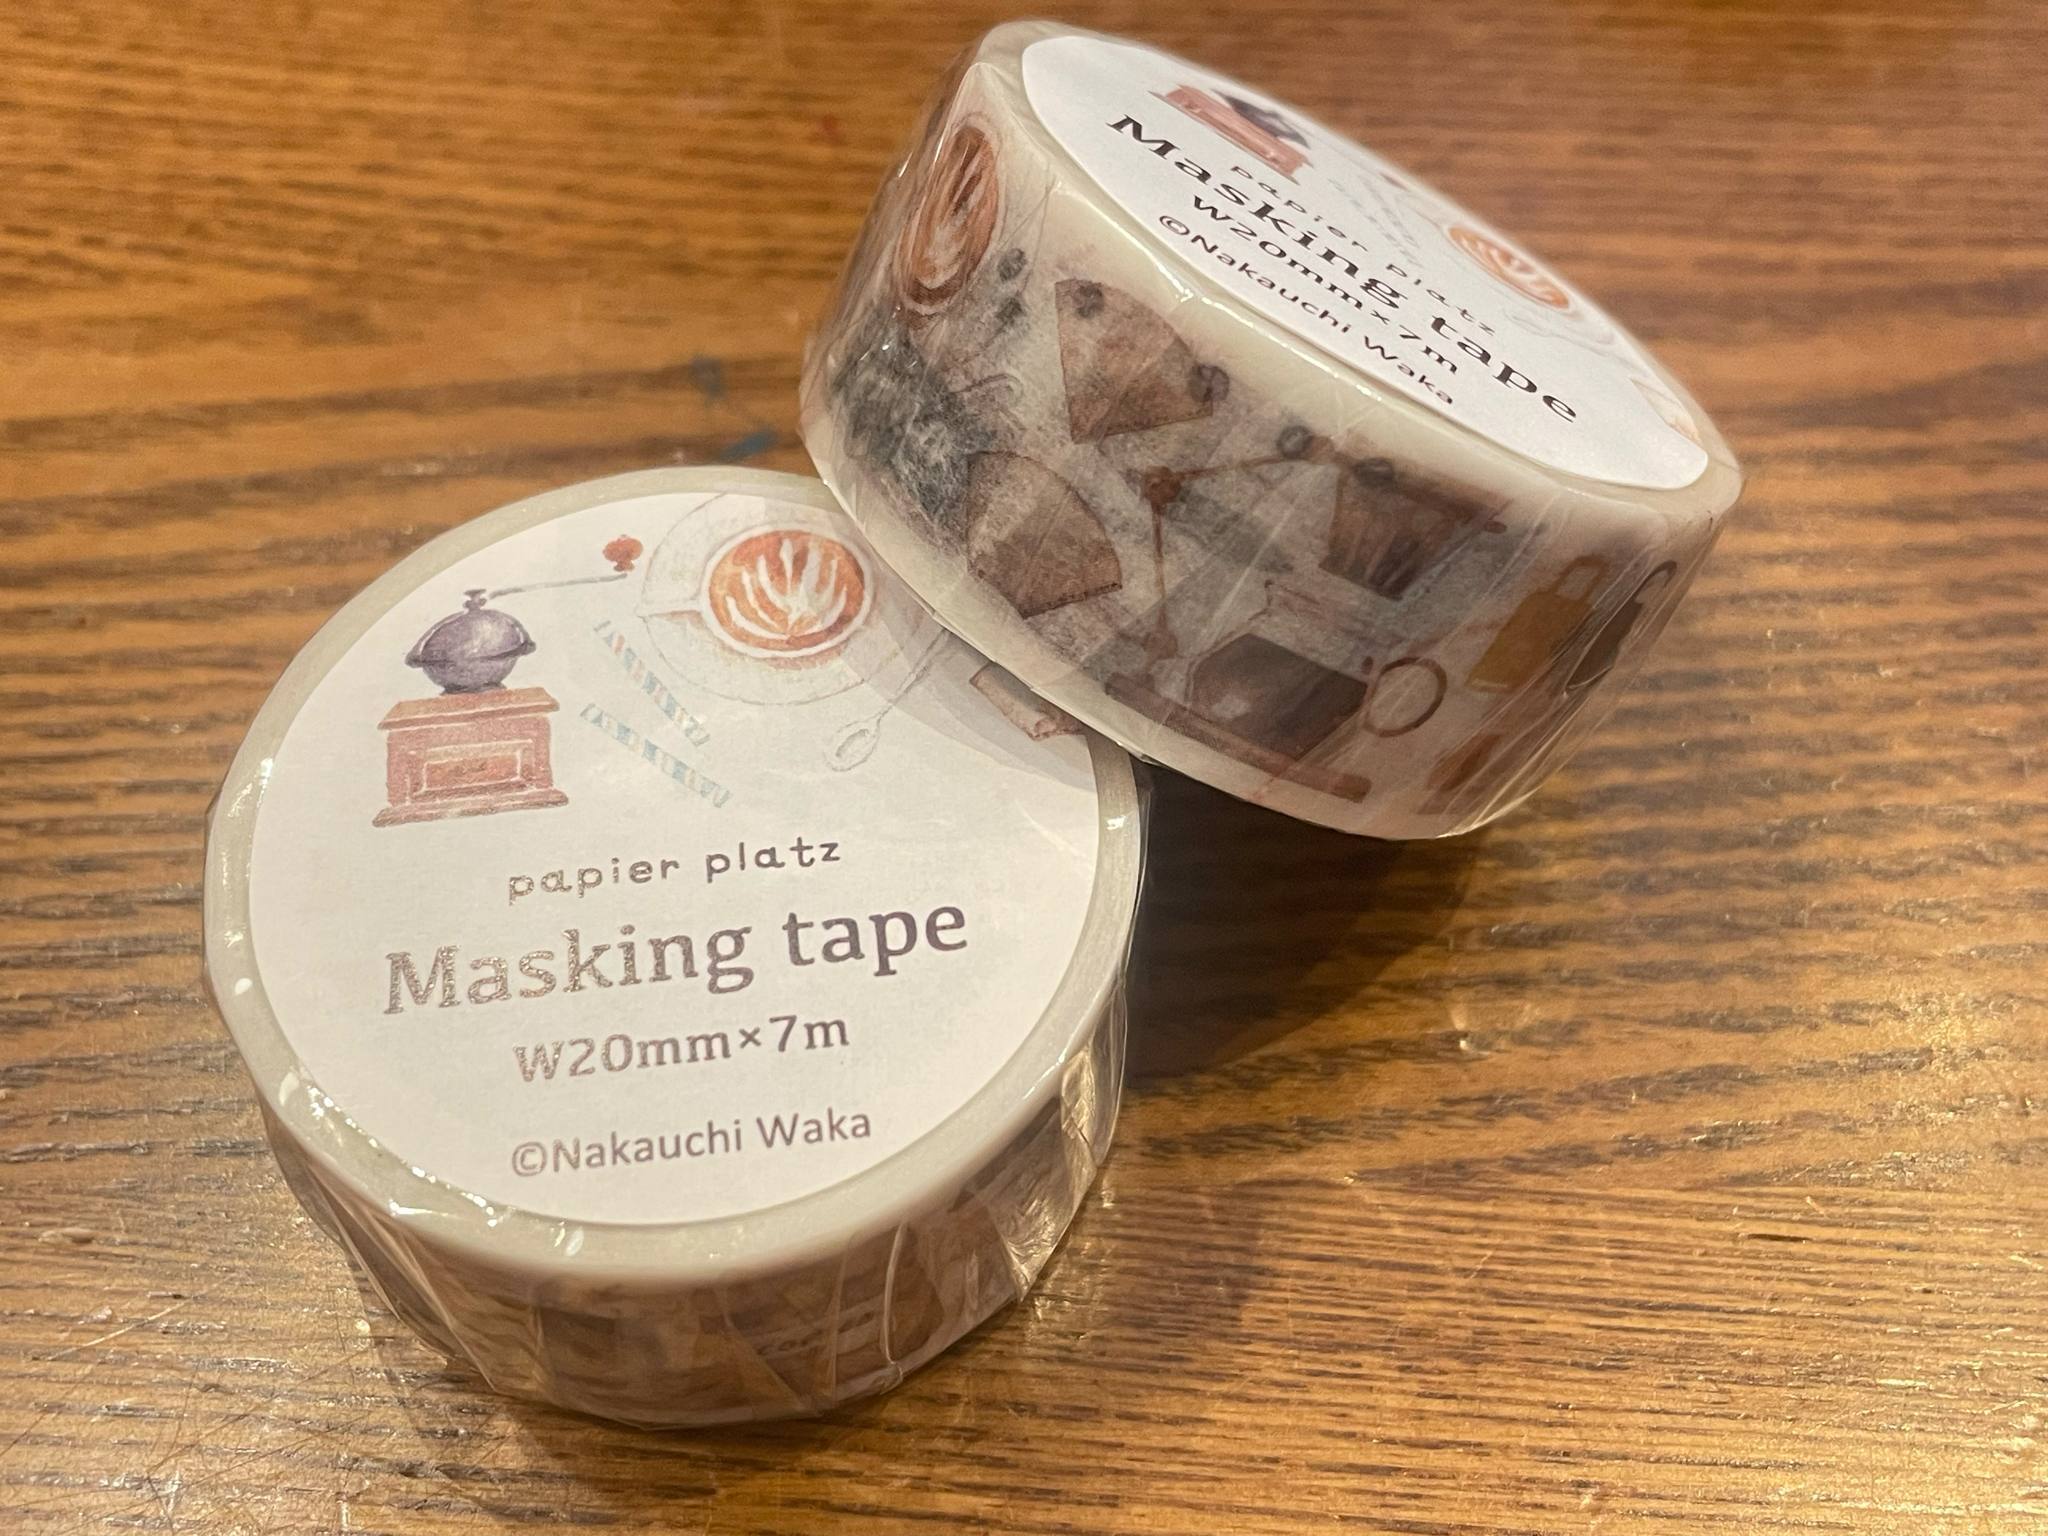 papier platz
Masking tape
W20mm×7m
©Nakauchi Waka
papier platz
Masking tape
W20mm×7m
©Nakauchi Waka